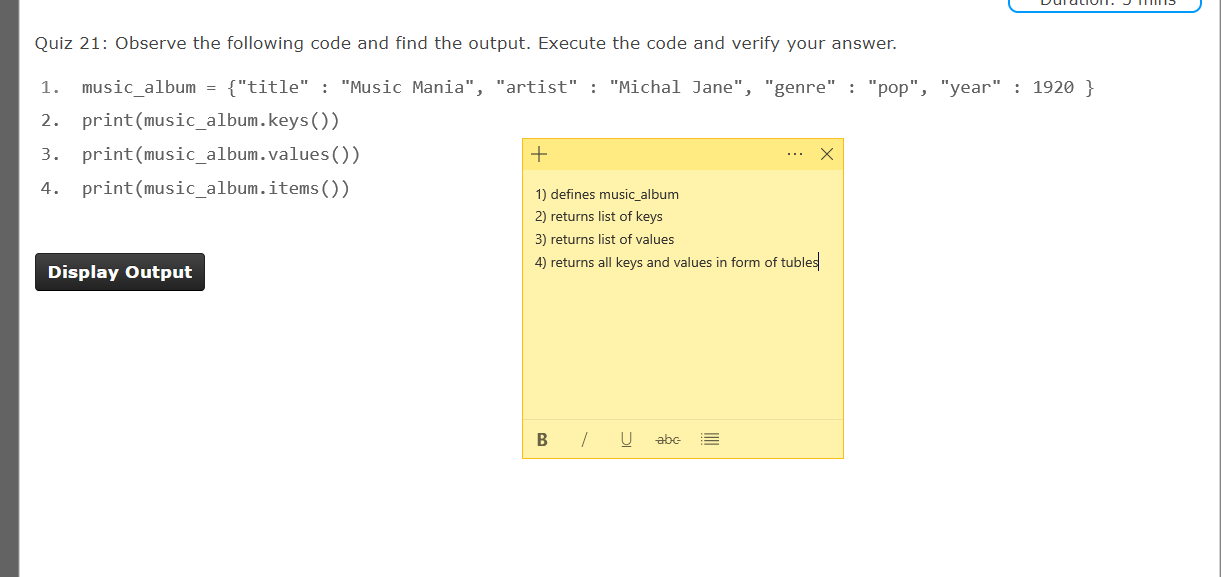 Duration: 5 mins
Quiz 21: Observe the following code and find the output. Execute the code and verify your answer.
1. music_album = {"title" : "Music Mania", "artist" : "Michal Jane", "genre" : "pop", "year" : 1920 }
2. print(music_album.keys())
3. print(music_album.values())
4. print(music_album.items())
1) defines music_album
2) returns list of keys
3) returns list of values
4) returns all keys and values in form of tubles
Display Output
B / U abc